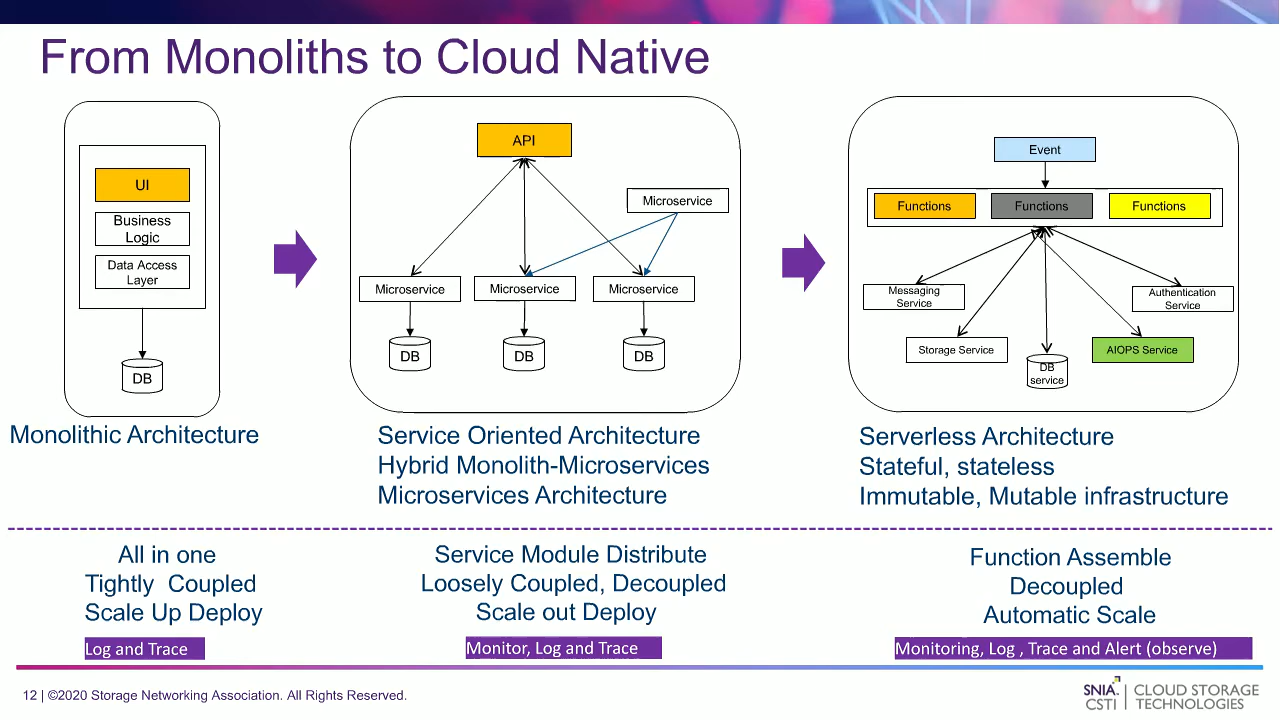 From Monoliths to Cloud Native
UI
Business
Logic
Data Access
Layer
DB
API
Microservice
Microservice
Microservice
Microservice
DB
DB
DB
Event
Functions
Functions
Functions
Messaging
Service
Authentication
Service
Storage Service
AIOPS Service
DB
service
Monolithic Architecture
Service Oriented Architecture
Hybrid Monolith-Microservices
Microservices Architecture
Serverless Architecture
Stateful, stateless
Immutable, Mutable infrastructure
All in one
Tightly  Coupled
Scale Up Deploy
Log and Trace
Service Module Distribute
Loosely Coupled, Decoupled
Scale out Deploy
Monitor, Log and Trace
Function Assemble
Decoupled
Automatic Scale
Monitoring, Log , Trace and Alert (observe)
12 | ©2020 Storage Networking Association. All Rights Reserved.
SNIA
CSTI
CLOUD STORAGE
TECHNOLOGIES